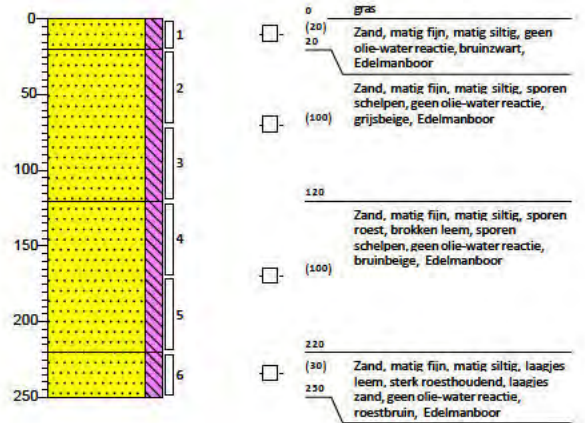 0
50
100
150
200
250
1
2
3
4
5
6
0 gras
(20) Zand, matig fijn, matig siltig, geen
20 olie-water reactie, bruinzwart,
Edelmanboor
Zand, matig fijn, matig siltig, sporen
schelpen, geen olie-water reactie,
(100) grijsbeige, Edelmanboor
120
Zand, matig fijn, matig siltig, sporen
roest, brokken leem, sporen
schelpen, geen olie-water reactie,
bruinbeige, Edelmanboor
(100)
220
(30) Zand, matig fijn, matig siltig, laagjes
leem, sterk roesthoudend, laagjes
250 zand, geen olie-water reactie,
roestbruin, Edelmanboor